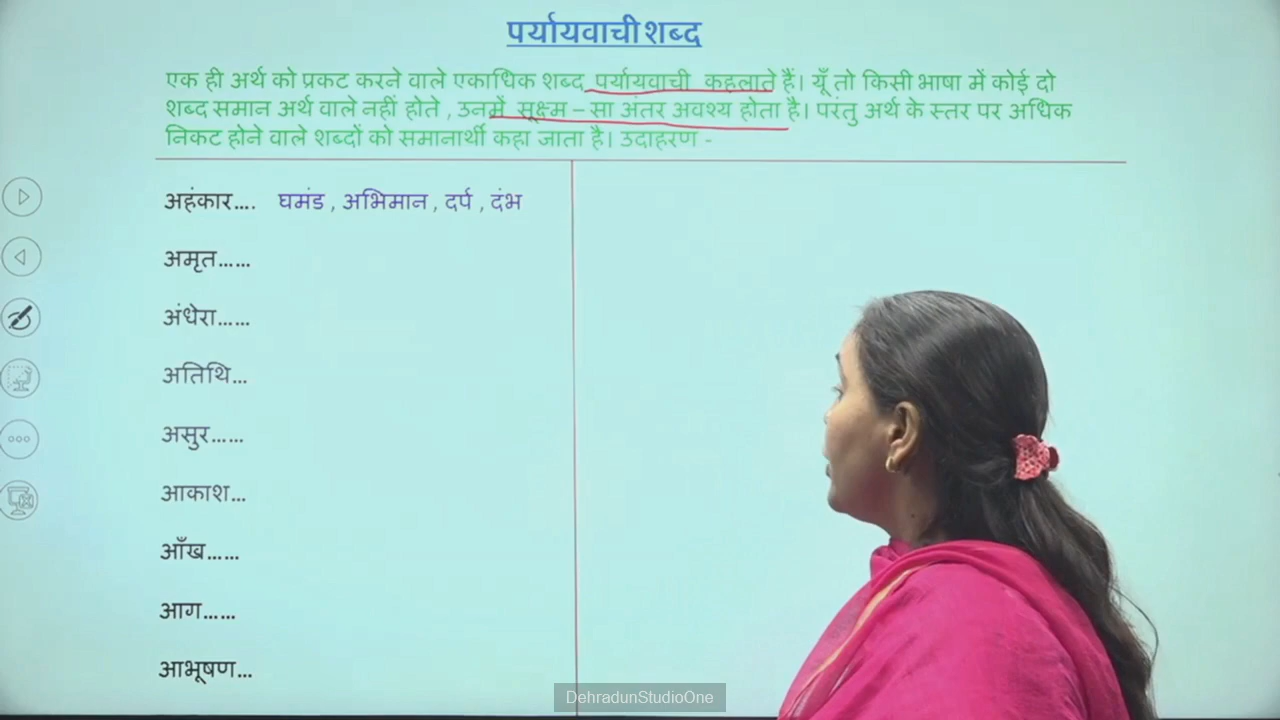 पर्यायवाची शब्द
एक ही अर्थ को प्रकट करने वाले एकाधिक शब्द पर्यायवाची कहलाते हैं। यूँ तो किसी भाषा में कोई दो
शब्द समान अर्थ वाले नहीं होते , उनमें सूक्ष्म – सा अंतर अवश्य होता है। परंतु अर्थ के स्तर पर अधिक
निकट होने वाले शब्दों को समानार्थी कहा जाता है। उदाहरण -
अहंकार.... घमंड , अभिमान , दर्प , दंभ
अमृत......
अंधेरा......
अतिथि...
असुर......
आकाश...
आँख......
आग......
आभूषण...
DehradunStudioOne